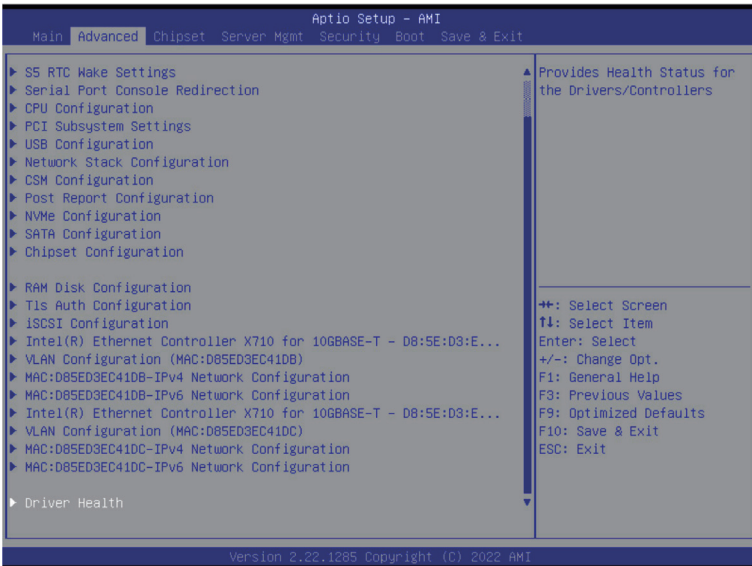 Aptio Setup - AMI
Main Advanced Chipset Server Mgmt Security Boot Save & Exit
S5 RTC Wake Settings
Serial Port Console Redirection
CPU Configuration
PCI Subsystem Settings
USB Configuration
Network Stack Configuration
CSM Configuration
Post Report Configuration
NVMe Configuration
SATA Configuration
Chipset Configuration
RAM Disk Configuration
Tls Auth Configuration
iSCSI Configuration
Intel(R) Ethernet Controller X710 for 10GBASE-T - D8:5E:D3:E...
VLAN Configuration (MAC:D85ED3EC41DB)
MAC:D85ED3EC41DB-IPv4 Network Configuration
MAC:D85ED3EC41DB-IPv6 Network Configuration
Intel(R) Ethernet Controller X710 for 10GBASE-T - D8:5E:D3:E...
VLAN Configuration (MAC:D85ED3EC41DC)
MAC:D85ED3EC41DC-IPv4 Network Configuration
MAC:D85ED3EC41DC-IPv6 Network Configuration
Driver Health
Provides Health Status for
the Drivers/Controllers
→←: Select Screen
↑↓: Select Item
Enter: Select
+/-: Change Opt.
F1: General Help
F3: Previous Values
F9: Optimized Defaults
F10: Save & Exit
ESC: Exit
Version 2.22.1285 Copyright (C) 2022 AMI